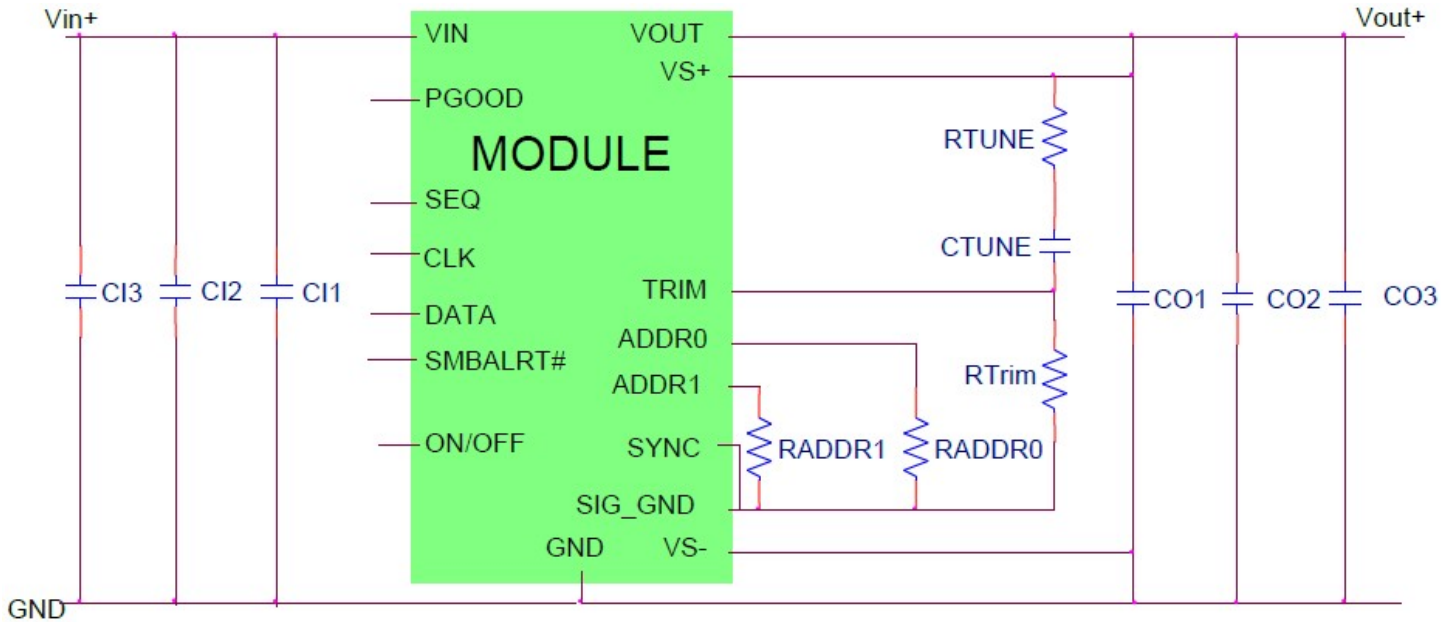 Vin+
Vout+
VIN
VOUT
VS+
PGOOD
RTUNE
MODULE
SEQ
CTUNE
CLK
TRIM
CI3
CI2
CI1
CO1
CO2
CO3
DATA
ADDR0
SMBALRT#
ADDR1
RTrim
ON/OFF
SYNC
RADDR1
RADDR0
SIG_GND
GND
VS-
GND